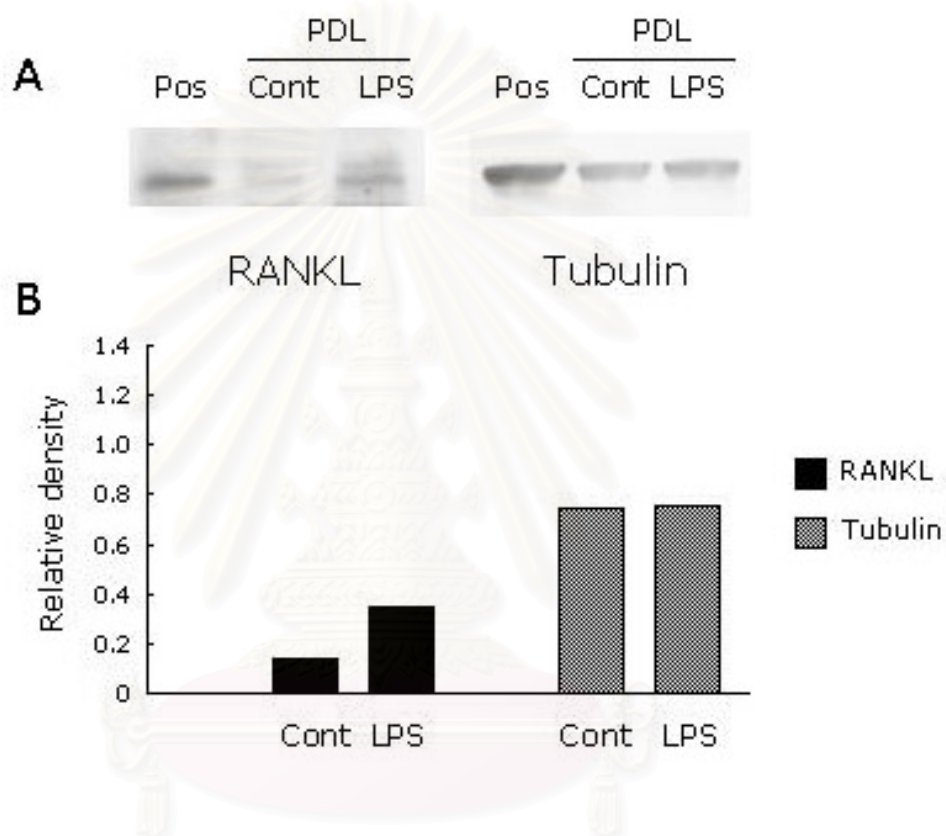 A
PDL
PDL
Pos Cont LPS
Pos Cont LPS
RANKL
Tubulin
B
Relative density
1.4
1.2
1.0
0.8
0.6
0.4
0.2
0
Cont LPS
Cont LPS
RANKL
Tubulin